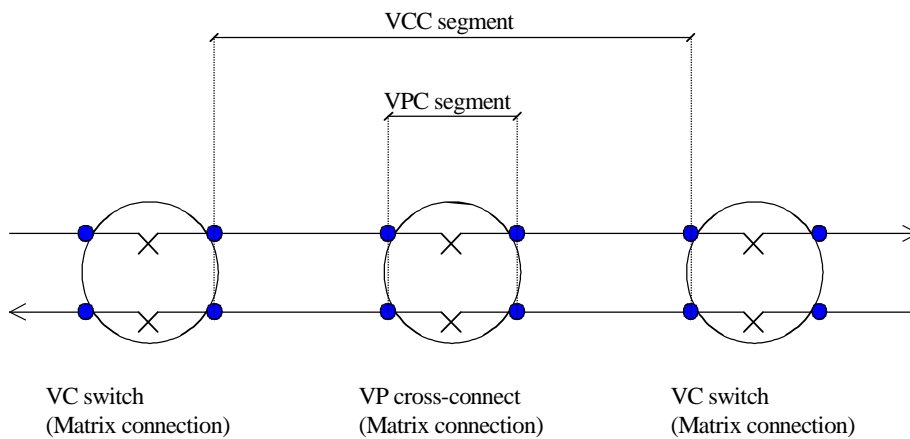 VCC segment
VPC segment
VC switch
(Matrix connection)
VP cross-connect
(Matrix connection)
VC switch
(Matrix connection)